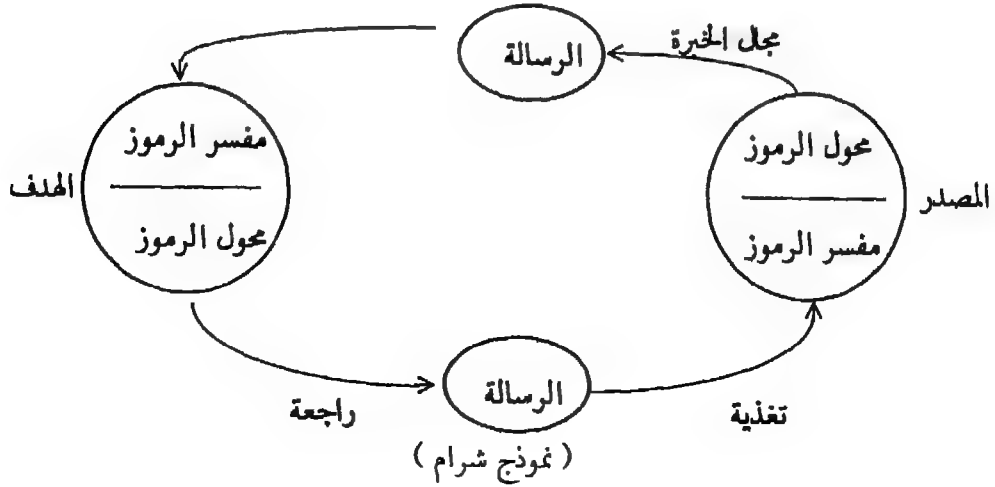 مجال الخبرة
الرسالة
محول الرموز
مفسر الرموز
المصدر
مفسر الرموز
محول الرموز
الهدف
الرسالة
تغذية
راجعة
( نموذج شرام )